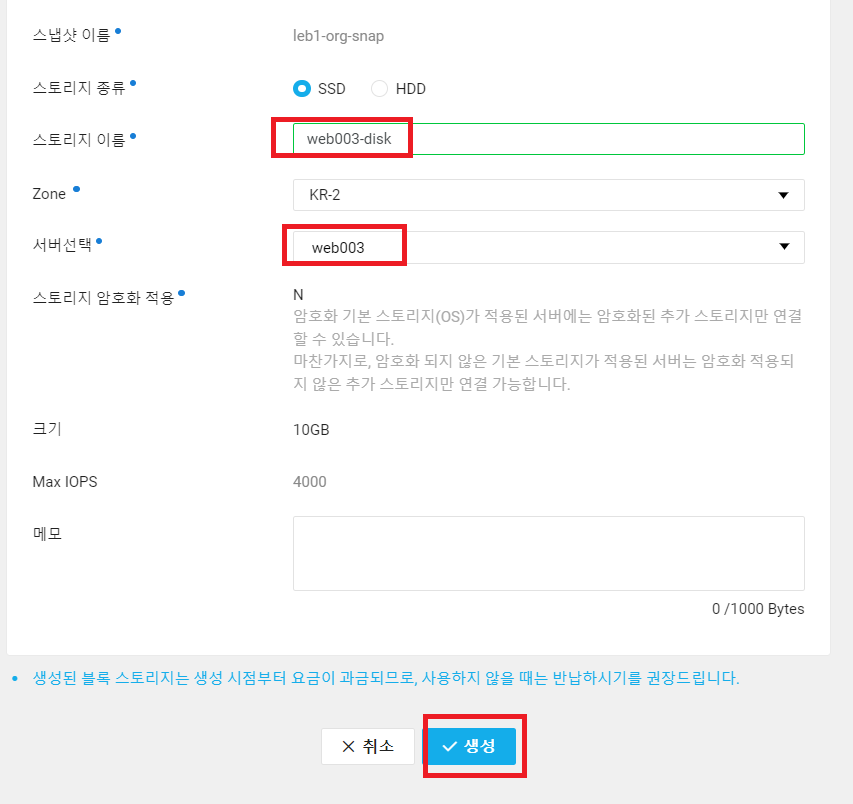 스냅샷 이름
leb1-org-snap
스토리지 종류
SSD HDD
스토리지 이름
web003-disk
Zone
KR-2
서버선택
web003
스토리지 암호화 적용
N
암호화 기본 스토리지(OS)가 적용된 서버에는 암호화된 추가 스토리지만 연결
할 수 있습니다.
마찬가지로, 암호화 되지 않은 기본 스토리지가 적용된 서버는 암호화 적용되
지 않은 추가 스토리지만 연결 가능합니다.
크기
10GB
Max IOPS
4000
메모
0 /1000 Bytes
생성된 블록 스토리지는 생성 시점부터 요금이 과금되므로, 사용하지 않을 때는 반납하시기를 권장드립니다.
취소
생성